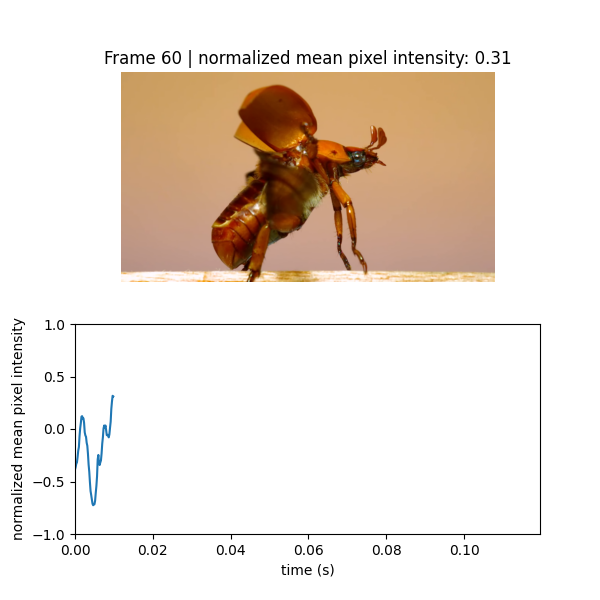 Frame 60 | normalized mean pixel intensity: 0.31
1.0
0.5
0.0
−0.5
−1.0
normalized mean pixel intensity
0.00 0.02 0.04 0.06 0.08 0.10
time (s)